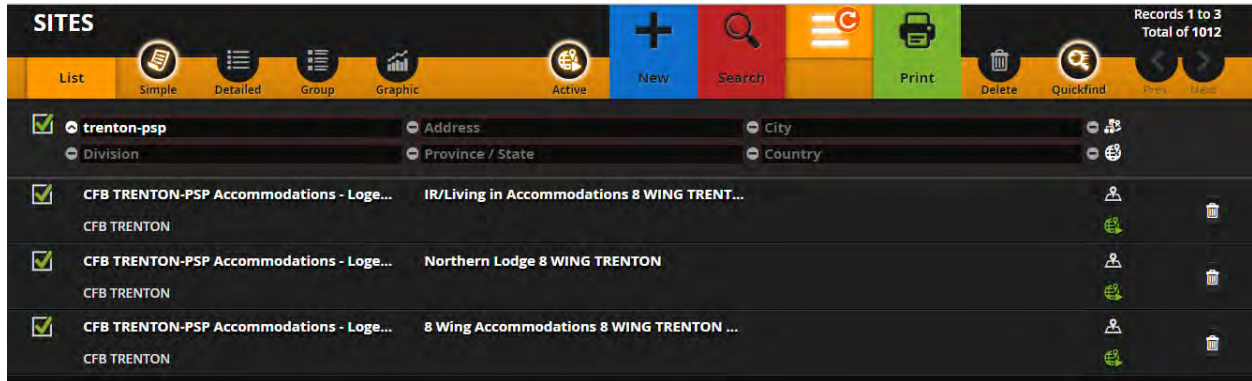 SITES
Records 1 to 3
Total of 1012
List
Simple
Detailed
Group
Graphic
Active
New
Search
Print
Delete
Quickfind
Prev
Next
trenton-psp Address City
Division Province / State Country
CFB TRENTON-PSP Accommodations - Loge... IR/Living in Accommodations 8 WING TRENT...
CFB TRENTON
CFB TRENTON-PSP Accommodations - Loge... Northern Lodge 8 WING TRENTON
CFB TRENTON
CFB TRENTON-PSP Accommodations - Loge... 8 Wing Accommodations 8 WING TRENTON ...
CFB TRENTON